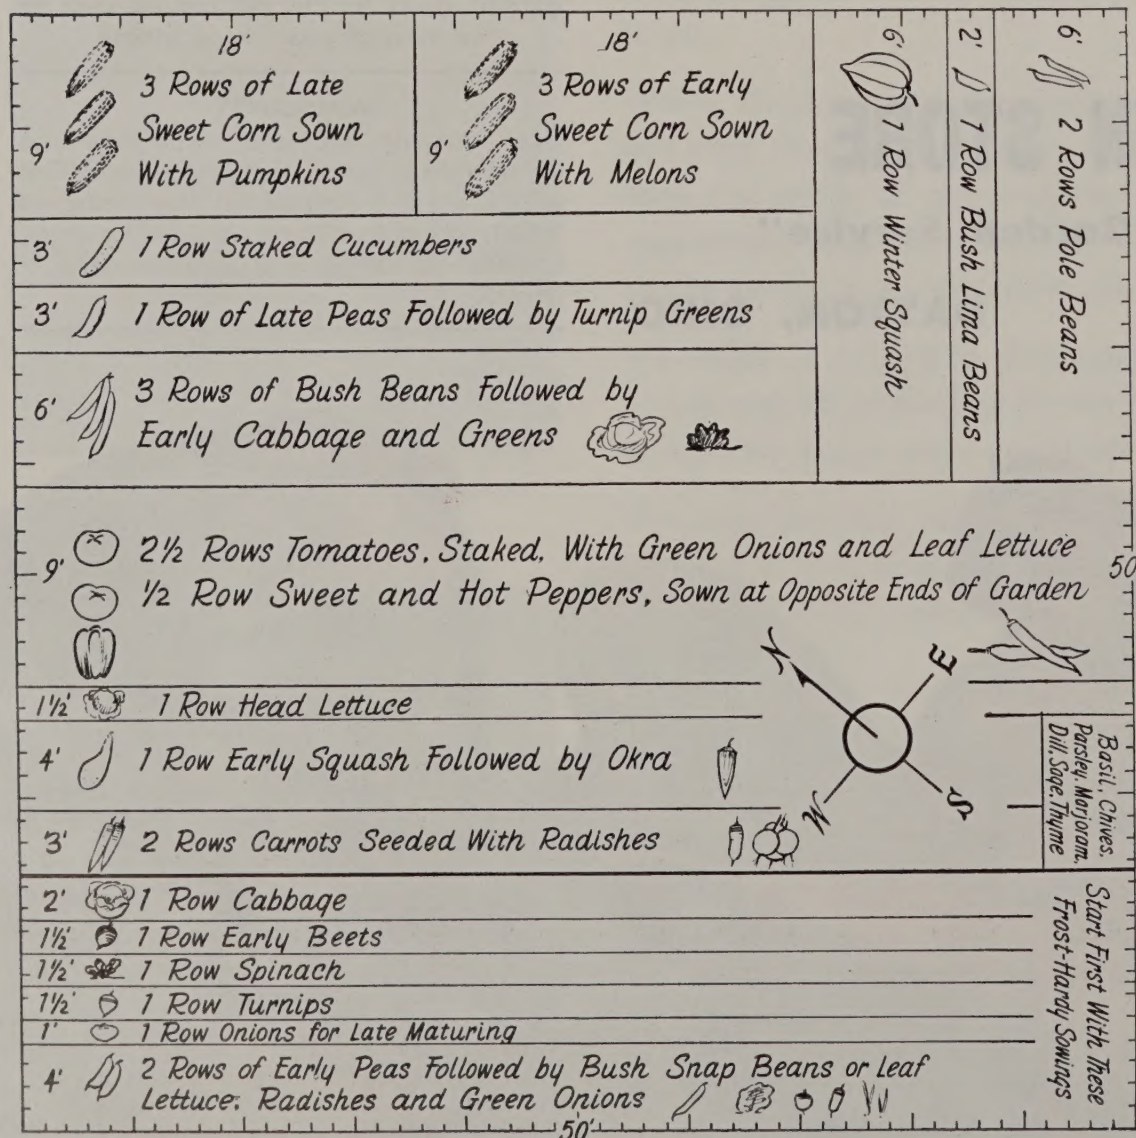 18'
3 Rows of Late
Sweet Corn Sown
9'
With Pumpkins
18'
3 Rows of Early
Sweet Corn Sown
9'
With Melons
6'
1 Row Winter Squash
2'
1 Row Bush Lima Beans
6'
2 Rows Pole Beans
3' 1 Row Staked Cucumbers
3' 1 Row of Late Peas Followed by Turnip Greens
6' 3 Rows of Bush Beans Followed by
Early Cabbage and Greens
2½ Rows Tomatoes, Staked, With Green Onions and Leaf Lettuce
9'
50'
½ Row Sweet and Hot Peppers, Sown at Opposite Ends of Garden
N
E
S
W
1½' 1 Row Head Lettuce
4' 1 Row Early Squash Followed by Okra
3' 2 Rows Carrots Seeded With Radishes
Basil, Chives,
Parsley, Marjoram,
Dill, Sage, Thyme
2' 1 Row Cabbage
1½' 1 Row Early Beets
1½' 1 Row Spinach
1½' 1 Row Turnips
1' 1 Row Onions for Late Maturing
4' 2 Rows of Early Peas Followed by Bush Snap Beans or Leaf
Lettuce, Radishes and Green Onions
Start First With These
Frost-Hardy Sowings
50'